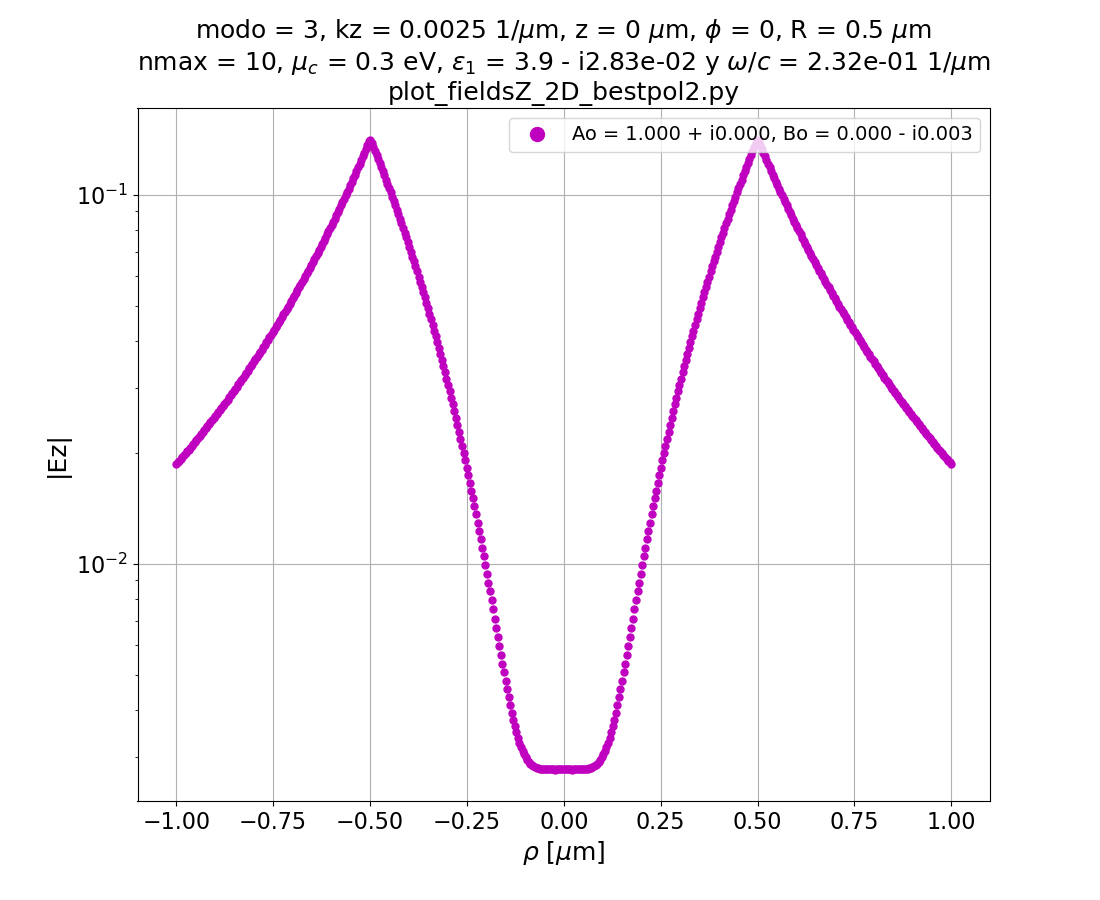 modo = 3, kz = 0.0025 1/μm, z = 0 μm, ϕ = 0, R = 0.5 μm
nmax = 10, μ_c = 0.3 eV, ε₁ = 3.9 - i2.83e-02 y ω/c = 2.32e-01 1/μm
plot_fieldsZ_2D_bestpol2.py
Ao = 1.000 + i0.000, Bo = 0.000 - i0.003
10⁻¹
|Ez|
10⁻²
−1.00 −0.75 −0.50 −0.25 0.00 0.25 0.50 0.75 1.00
ρ [μm]